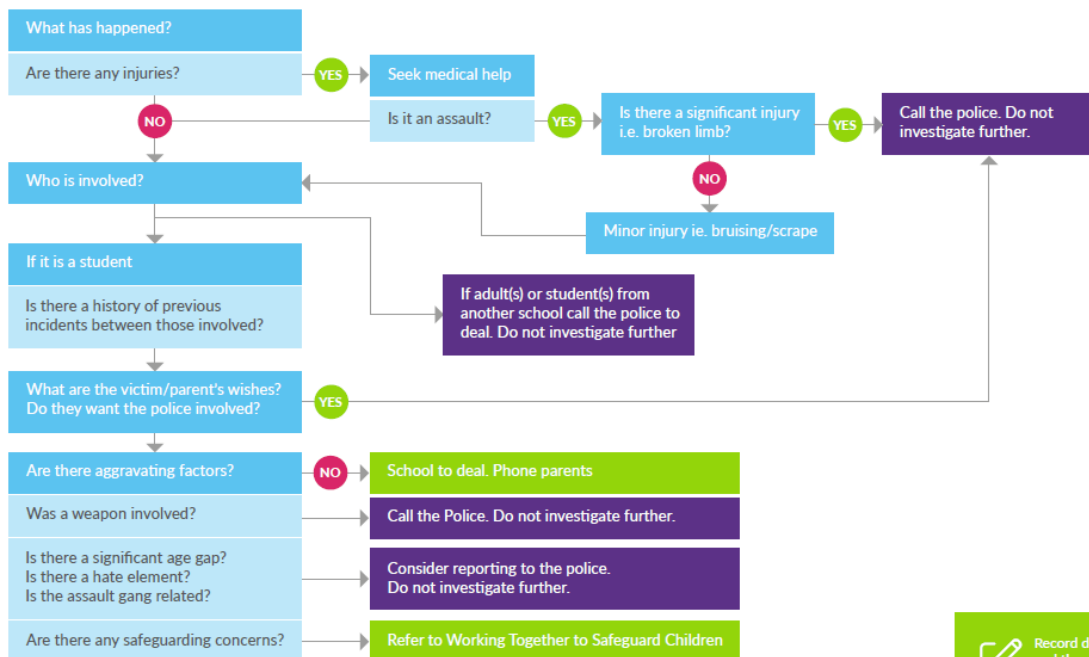 What has happened?
Are there any injuries?
YES
Seek medical help
Is it an assault?
YES
Is there a significant injury
i.e. broken limb?
YES
Call the police. Do not
investigate further.
NO
NO
Who is involved?
Minor injury ie. bruising/scrape
If it is a student
Is there a history of previous
incidents between those involved?
If adult(s) or student(s) from
another school call the police to
deal. Do not investigate further
What are the victim/parent's wishes?
Do they want the police involved?
YES
Are there aggravating factors?
NO
School to deal. Phone parents
Was a weapon involved?
Call the Police. Do not investigate further.
Is there a significant age gap?
Is there a hate element?
Is the assault gang related?
Consider reporting to the police.
Do not investigate further.
Are there any safeguarding concerns?
Refer to Working Together to Safeguard Children
Record